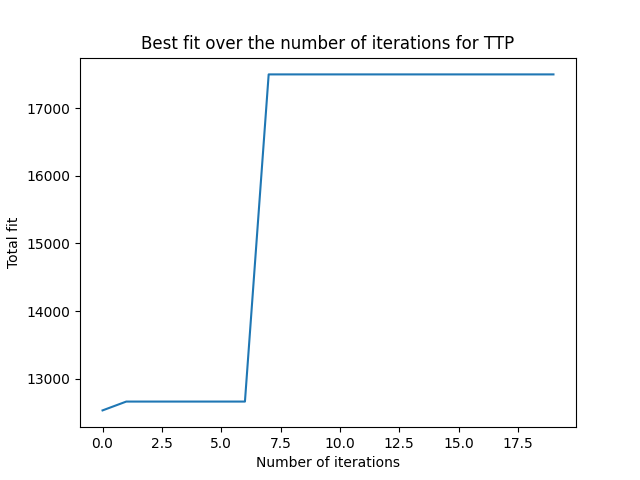 Best fit over the number of iterations for TTP
17000
16000
15000
14000
13000
Total fit
0.0 2.5 5.0 7.5 10.0 12.5 15.0 17.5
Number of iterations